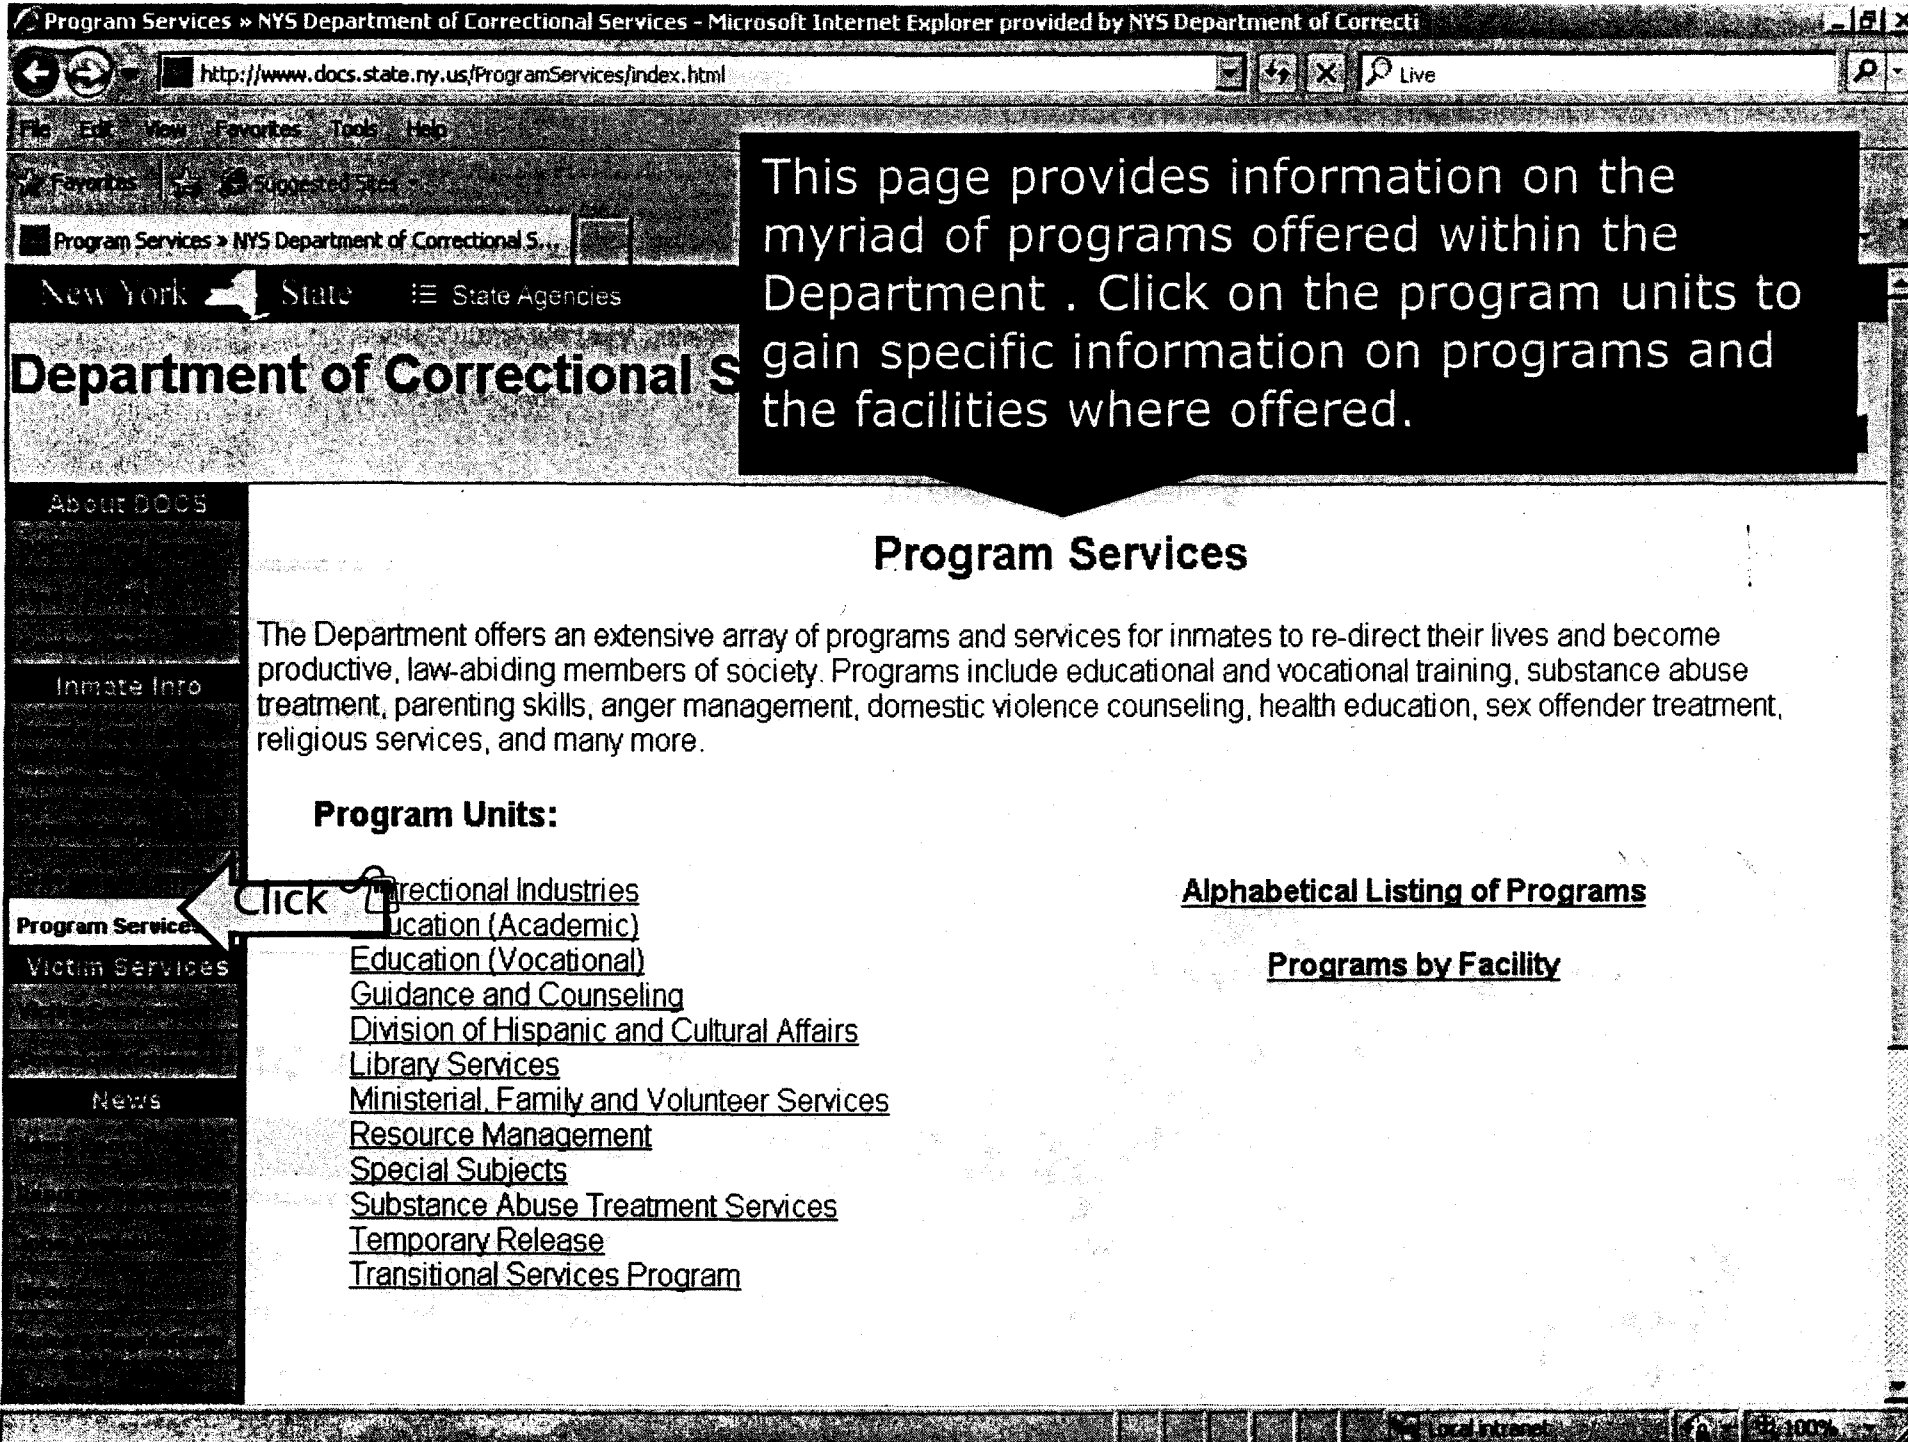 Program Services » NYS Department of Correctional Services - Microsoft Internet Explorer provided by NYS Department of Correcti
http://www.docs.state.ny.us/ProgramServices/index.html
Live
File Edit View Favorites Tools Help
Favorites Suggested Sites
Program Services » NYS Department of Correctional S...
New York State State Agencies
Department of Correctional S
This page provides information on the
myriad of programs offered within the
Department . Click on the program units to
gain specific information on programs and
the facilities where offered.
About DOCS
Inmate Info
Program Services
Victim Services
News
Click
Program Services
The Department offers an extensive array of programs and services for inmates to re-direct their lives and become
productive, law-abiding members of society. Programs include educational and vocational training, substance abuse
treatment, parenting skills, anger management, domestic violence counseling, health education, sex offender treatment,
religious services, and many more.
Program Units:
rrectional Industries
ucation (Academic)
Education (Vocational)
Guidance and Counseling
Division of Hispanic and Cultural Affairs
Library Services
Ministerial, Family and Volunteer Services
Resource Management
Special Subjects
Substance Abuse Treatment Services
Temporary Release
Transitional Services Program
Alphabetical Listing of Programs
Programs by Facility
Local intranet
100%